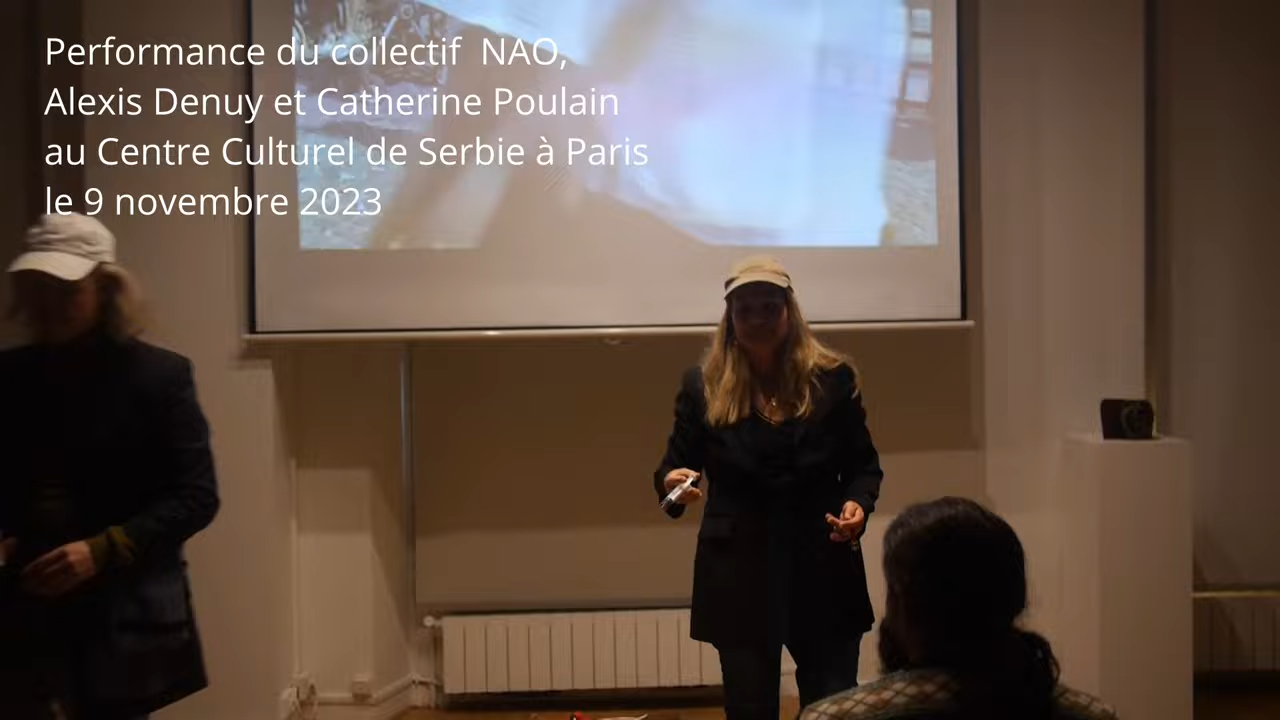 Performance du collectif  NAO,
Alexis Denuy et Catherine Poulain
au Centre Culturel de Serbie à Paris
le 9 novembre 2023